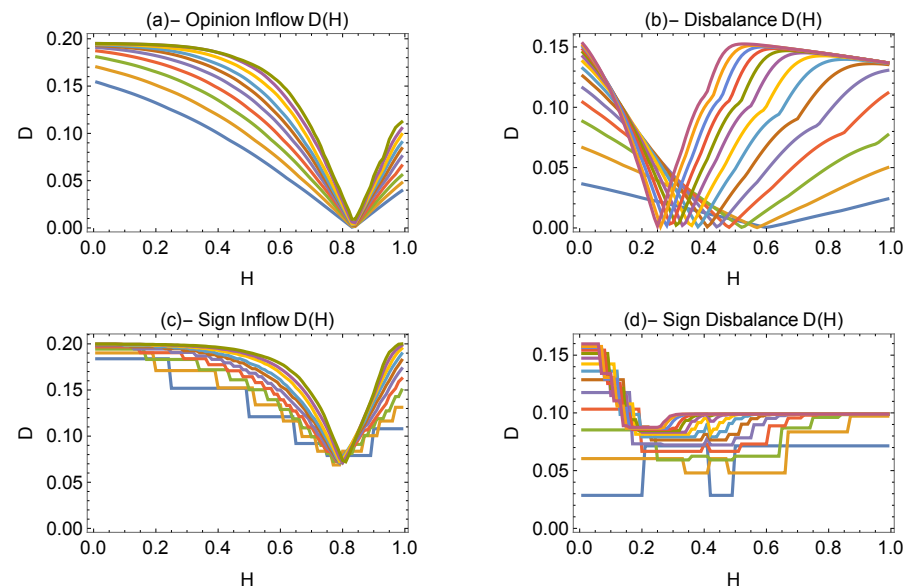 (a)– Opinion Inflow D(H)
(b)– Disbalance D(H)
0.20
0.15
0.10
0.05
0.00
D
0.0 0.2 0.4 0.6 0.8 1.0
H
0.15
0.10
0.05
0.00
D
0.0 0.2 0.4 0.6 0.8 1.0
H
(c)– Sign Inflow D(H)
(d)– Sign Disbalance D(H)
0.20
0.15
0.10
0.05
0.00
D
0.0 0.2 0.4 0.6 0.8 1.0
H
0.15
0.10
0.05
0.00
D
0.0 0.2 0.4 0.6 0.8 1.0
H